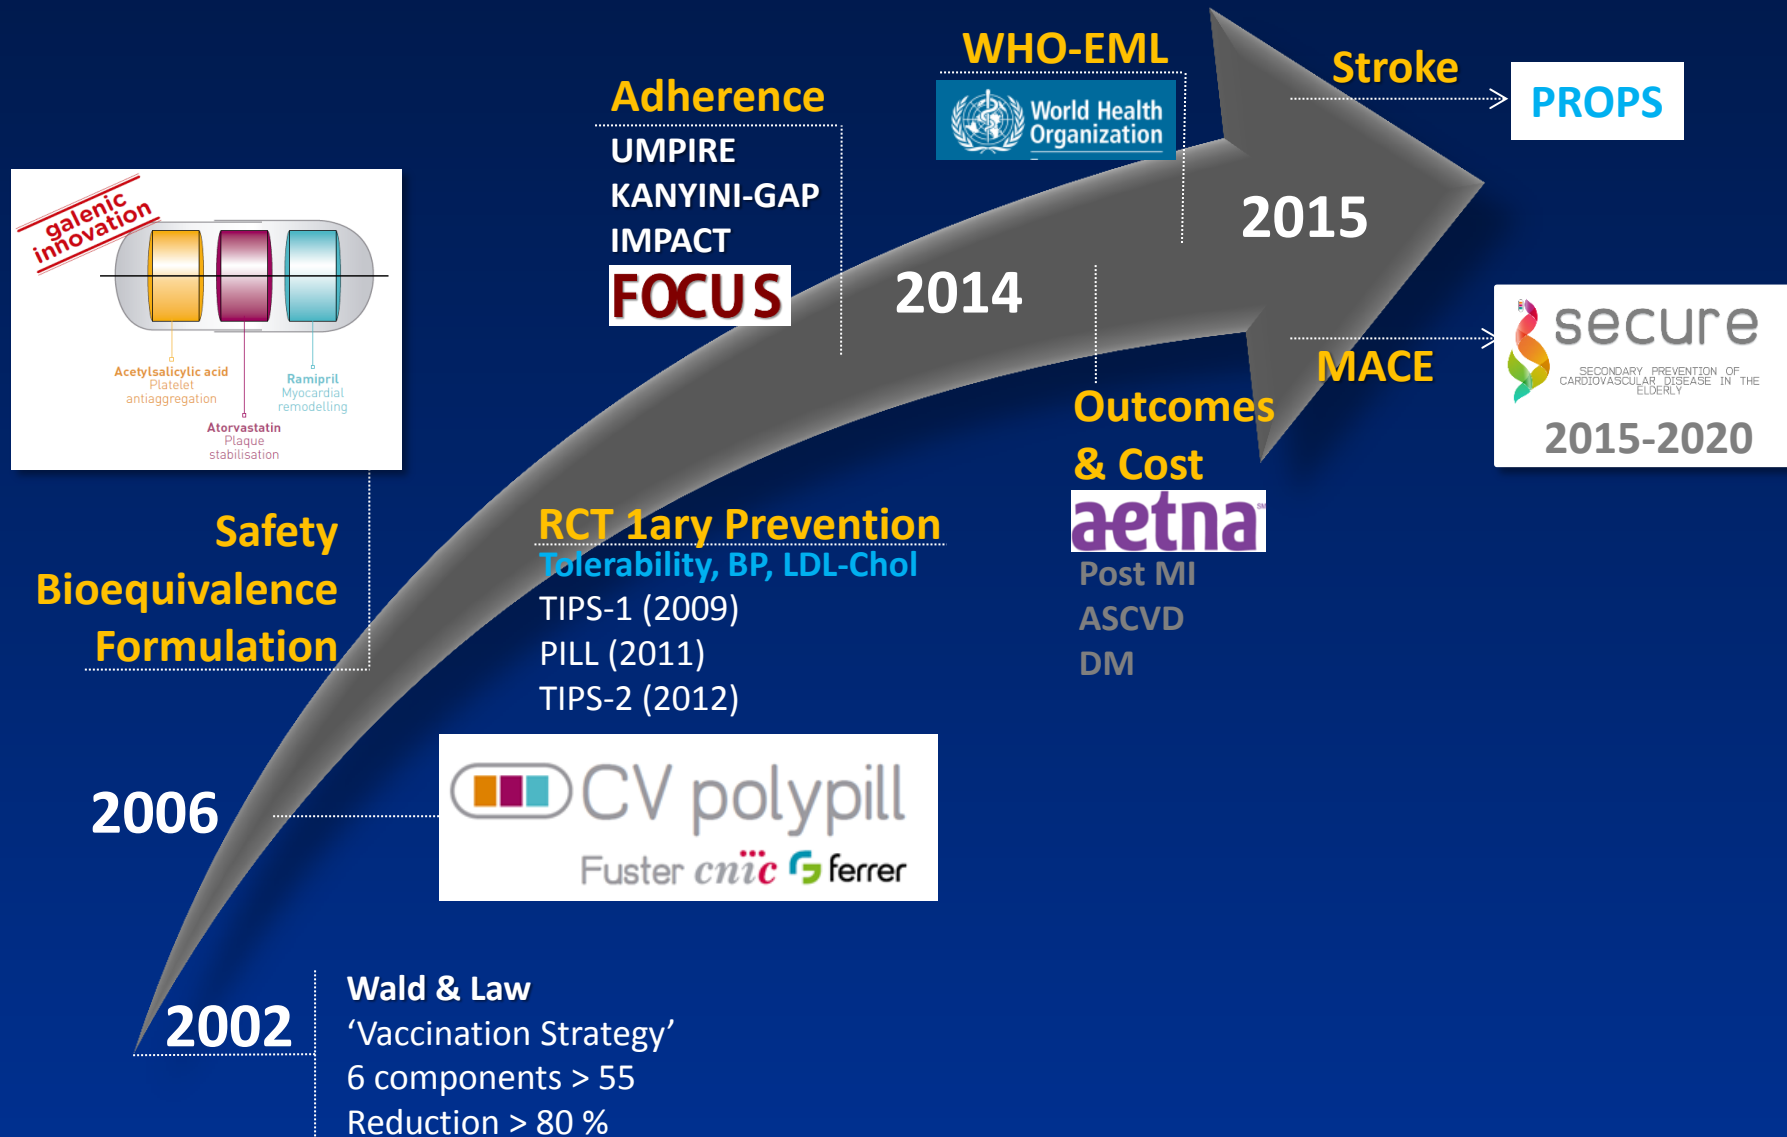 WHO-EML
World Health
Organization
Stroke
PROPS
Adherence
UMPIRE
KANYINI-GAP
IMPACT
FOCUS
2014
2015
galenic
innovation
Acetylsalicylic acid
Platelet
antiaggregation
Ramipril
Myocardial
remodelling
Atorvastatin
Plaque
stabilisation
MACE
secure
SECONDARY PREVENTION OF
CARDIOVASCULAR DISEASE IN THE
ELDERLY
2015-2020
Outcomes
& Cost
aetna
SM
Post MI
ASCVD
DM
Safety
Bioequivalence
Formulation
RCT 1ary Prevention
Tolerability, BP, LDL-Chol
TIPS-1 (2009)
PILL (2011)
TIPS-2 (2012)
2006
CV polypill
Fuster cnic ferrer
2002
Wald & Law
‘Vaccination Strategy’
6 components > 55
Reduction > 80 %